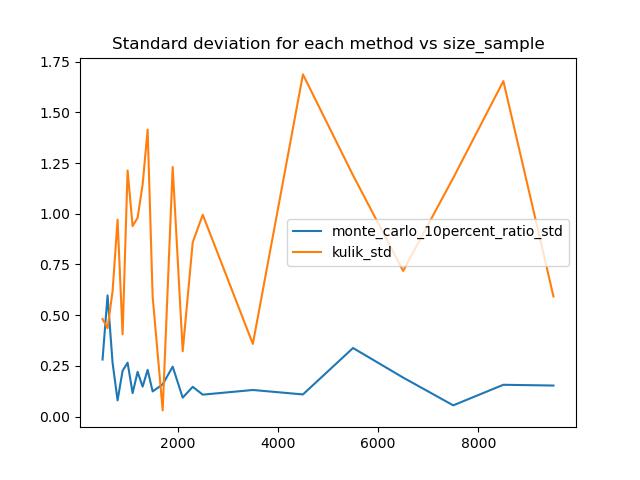 Standard deviation for each method vs size_sample
1.75
1.50
1.25
1.00
0.75
0.50
0.25
0.00
monte_carlo_10percent_ratio_std
kulik_std
2000 4000 6000 8000